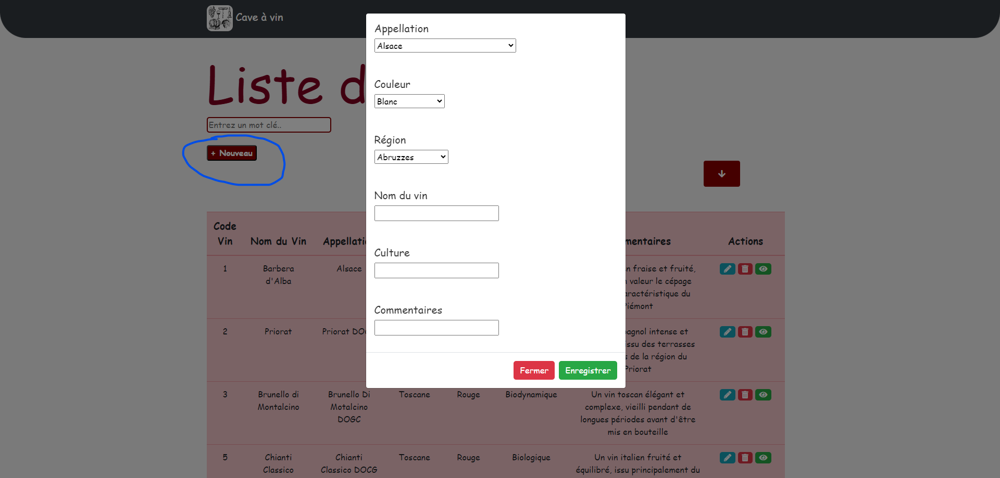 Cave à vin
Liste d
Entrez un mot clé..
+ Nouveau
Appellation
Alsace
Couleur
Blanc
Région
Abruzzes
Nom du vin
Culture
Commentaires
Fermer Enregistrer
Code Vin Nom du Vin Appellatio mentaires Actions
1 Barbera Alsace n fraise et fruité,
d'Alba valeur le cépage
aractéristique du
Piémont
2 Priorat Priorat DO agnol intense et
issu des terrasses
s de la région du
Priorat
3 Brunello di Brunello Di Toscane Rouge Biodynamique Un vin toscan élégant et
Montalcino Motalcino complexe, vieilli pendant de
DOGC longues périodes avant d'être
mis en bouteille
5 Chianti Chianti Toscane Rouge Biologique Un vin italien fruité et
Classico Classico DOCG équilibré, issu principalement du